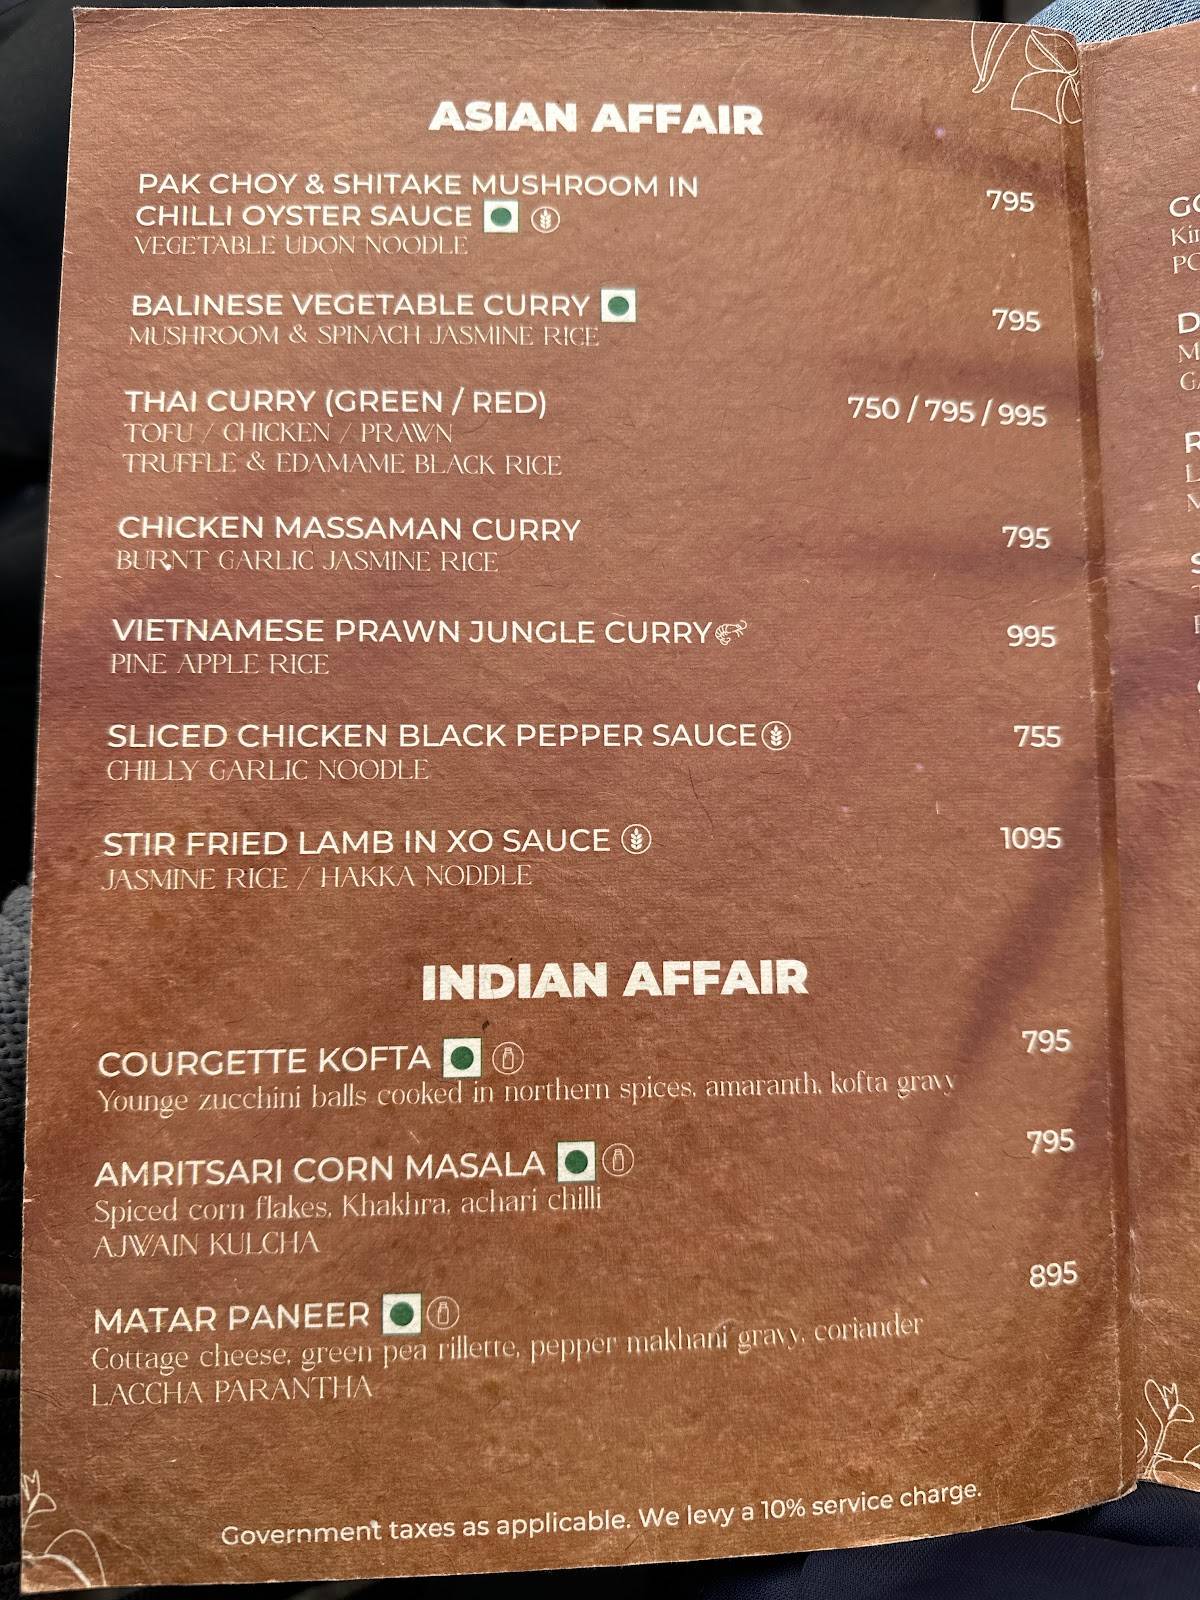 ASIAN AFFAIR
PAK CHOY & SHITAKE MUSHROOM IN
CHILLI OYSTER SAUCE
795
VEGETABLE UDON NOODLE
BALINESE VEGETABLE CURRY
795
MUSHROOM & SPINACH JASMINE RICE
THAI CURRY (GREEN / RED)
750 / 795 / 995
TOFU / CHICKEN / PRAWN
TRUFFLE & EDAMAME BLACK RICE
CHICKEN MASSAMAN CURRY
795
BURNT GARLIC JASMINE RICE
VIETNAMESE PRAWN JUNGLE CURRY
995
PINE APPLE RICE
SLICED CHICKEN BLACK PEPPER SAUCE
755
CHILLY GARLIC NOODLE
STIR FRIED LAMB IN XO SAUCE
1095
JASMINE RICE / HAKKA NODDLE
INDIAN AFFAIR
COURGETTE KOFTA
795
Younge zucchini balls cooked in northern spices, amaranth, kofta gravy
AMRITSARI CORN MASALA
795
Spiced corn flakes, Khakhra, achari chilli
AJWAIN KULCHA
MATAR PANEER
895
Cottage cheese, green pea rillette, pepper makhani gravy, coriander
LACCHA PARANTHA
Government taxes as applicable. We levy a 10% service charge.